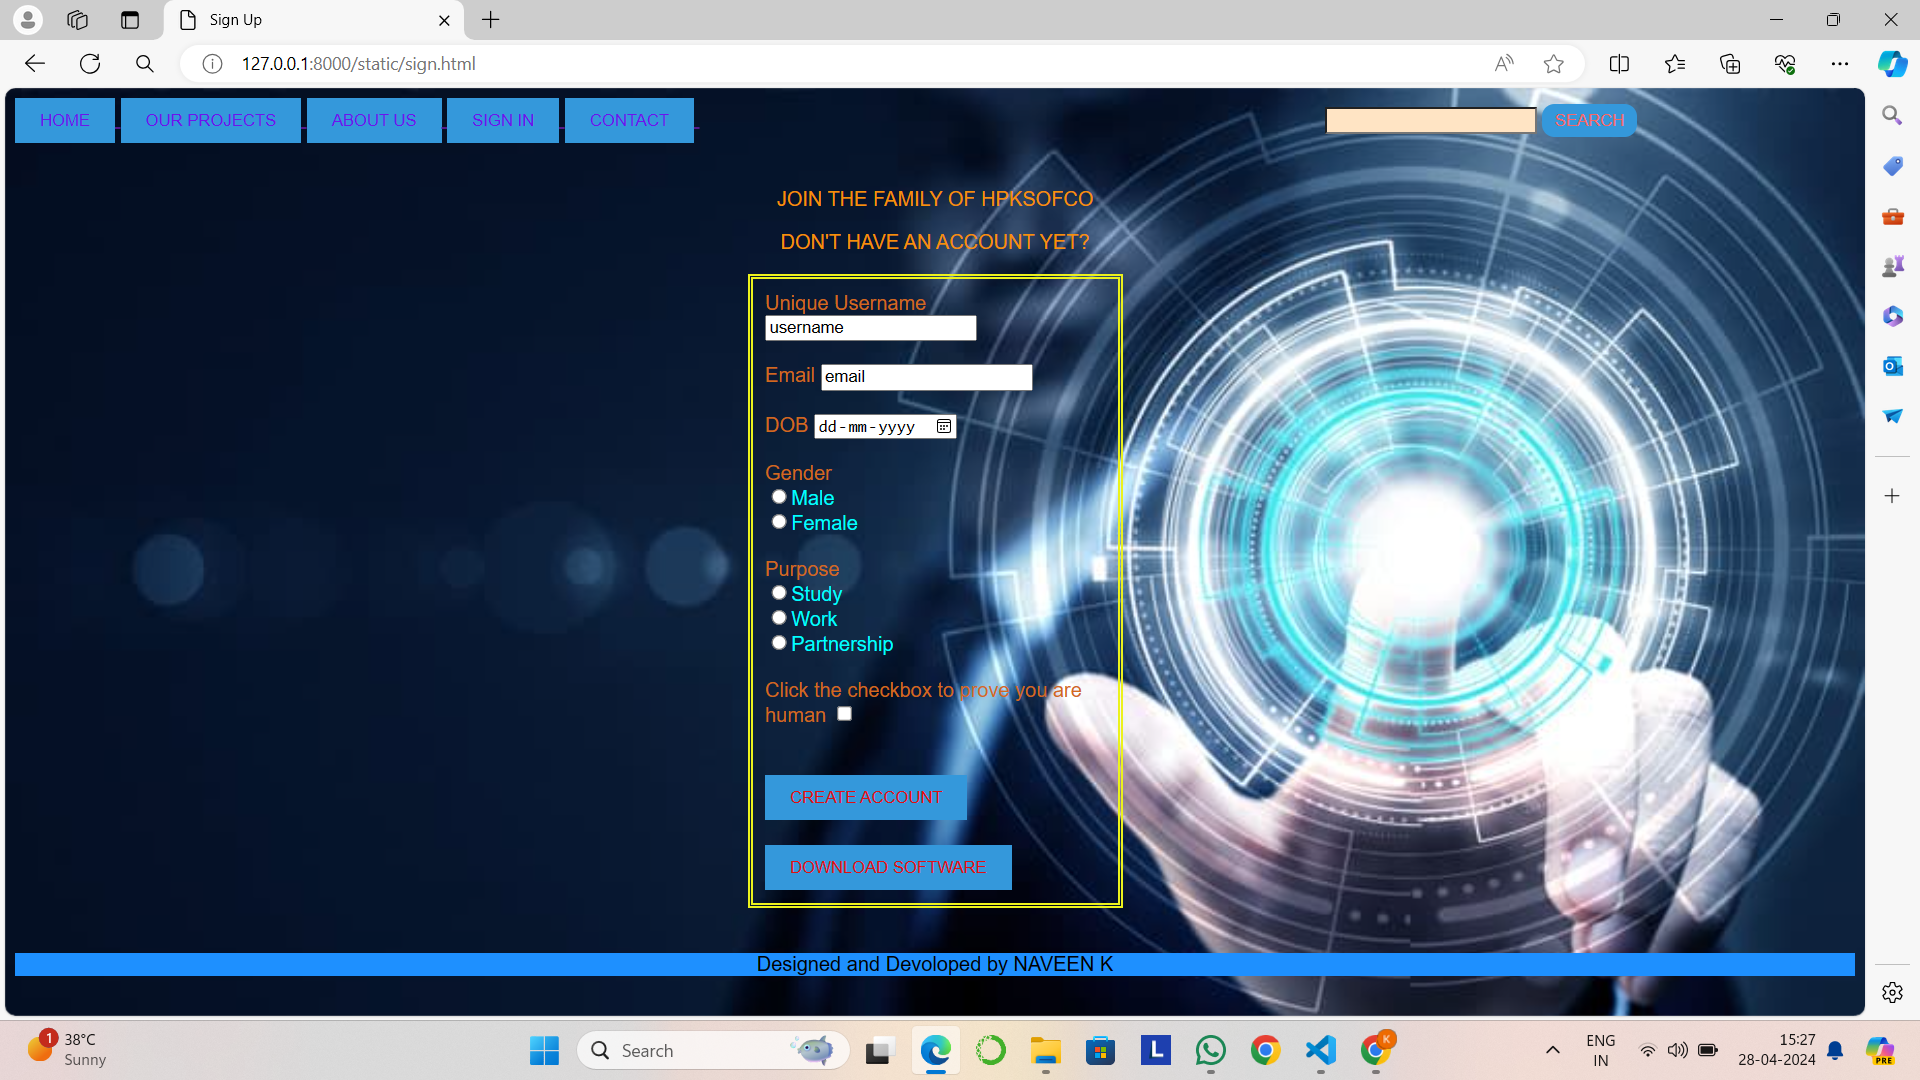 Sign Up
127.0.0.1:8000/static/sign.html
HOME
OUR PROJECTS
ABOUT US
SIGN IN
CONTACT
SEARCH
JOIN THE FAMILY OF HPKSOFCO
DON'T HAVE AN ACCOUNT YET?
Unique Username
username
Email email
DOB dd-mm-yyyy
Gender
Male
Female
Purpose
Study
Work
Partnership
Click the checkbox to prove you are
human
CREATE ACCOUNT
DOWNLOAD SOFTWARE
Designed and Devoloped by NAVEEN K
1
38°C
Sunny
Search
L
K
ENG
IN
15:27
28-04-2024
PRE